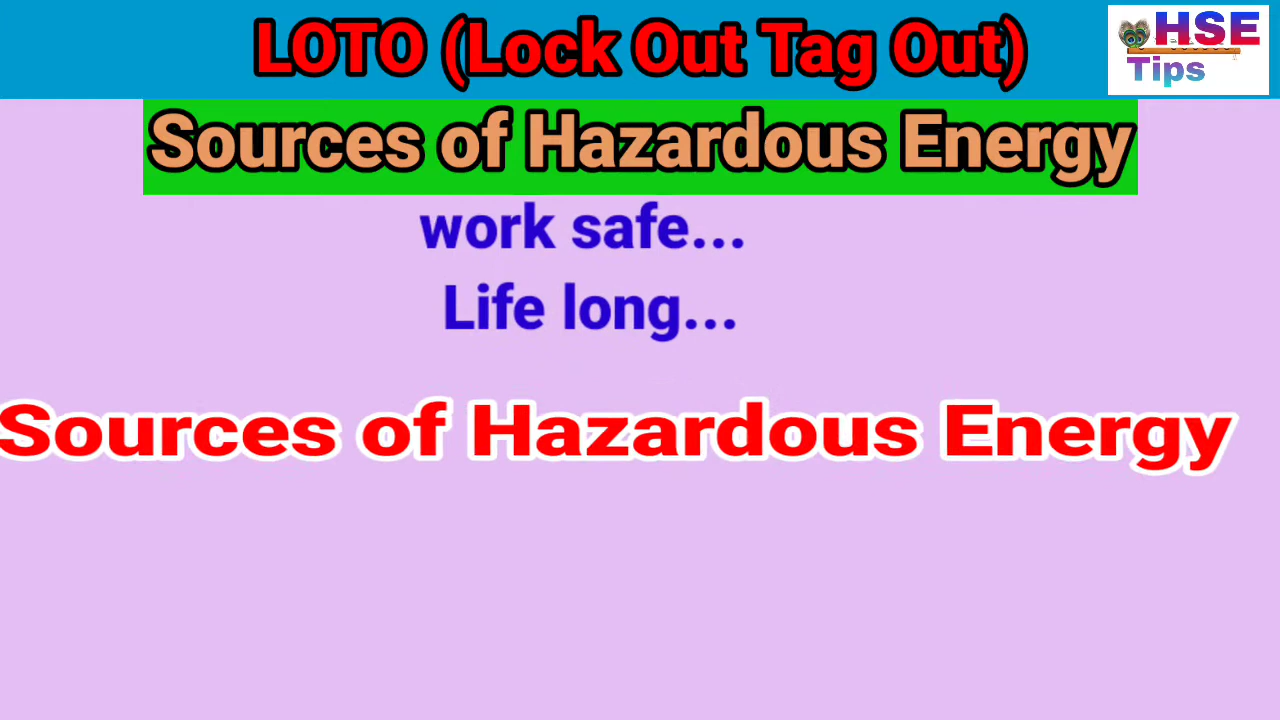 LOTO (Lock Out Tag Out)
HSE
Tips
Sources of Hazardous Energy
work safe...
Life long...
Sources of Hazardous Energy